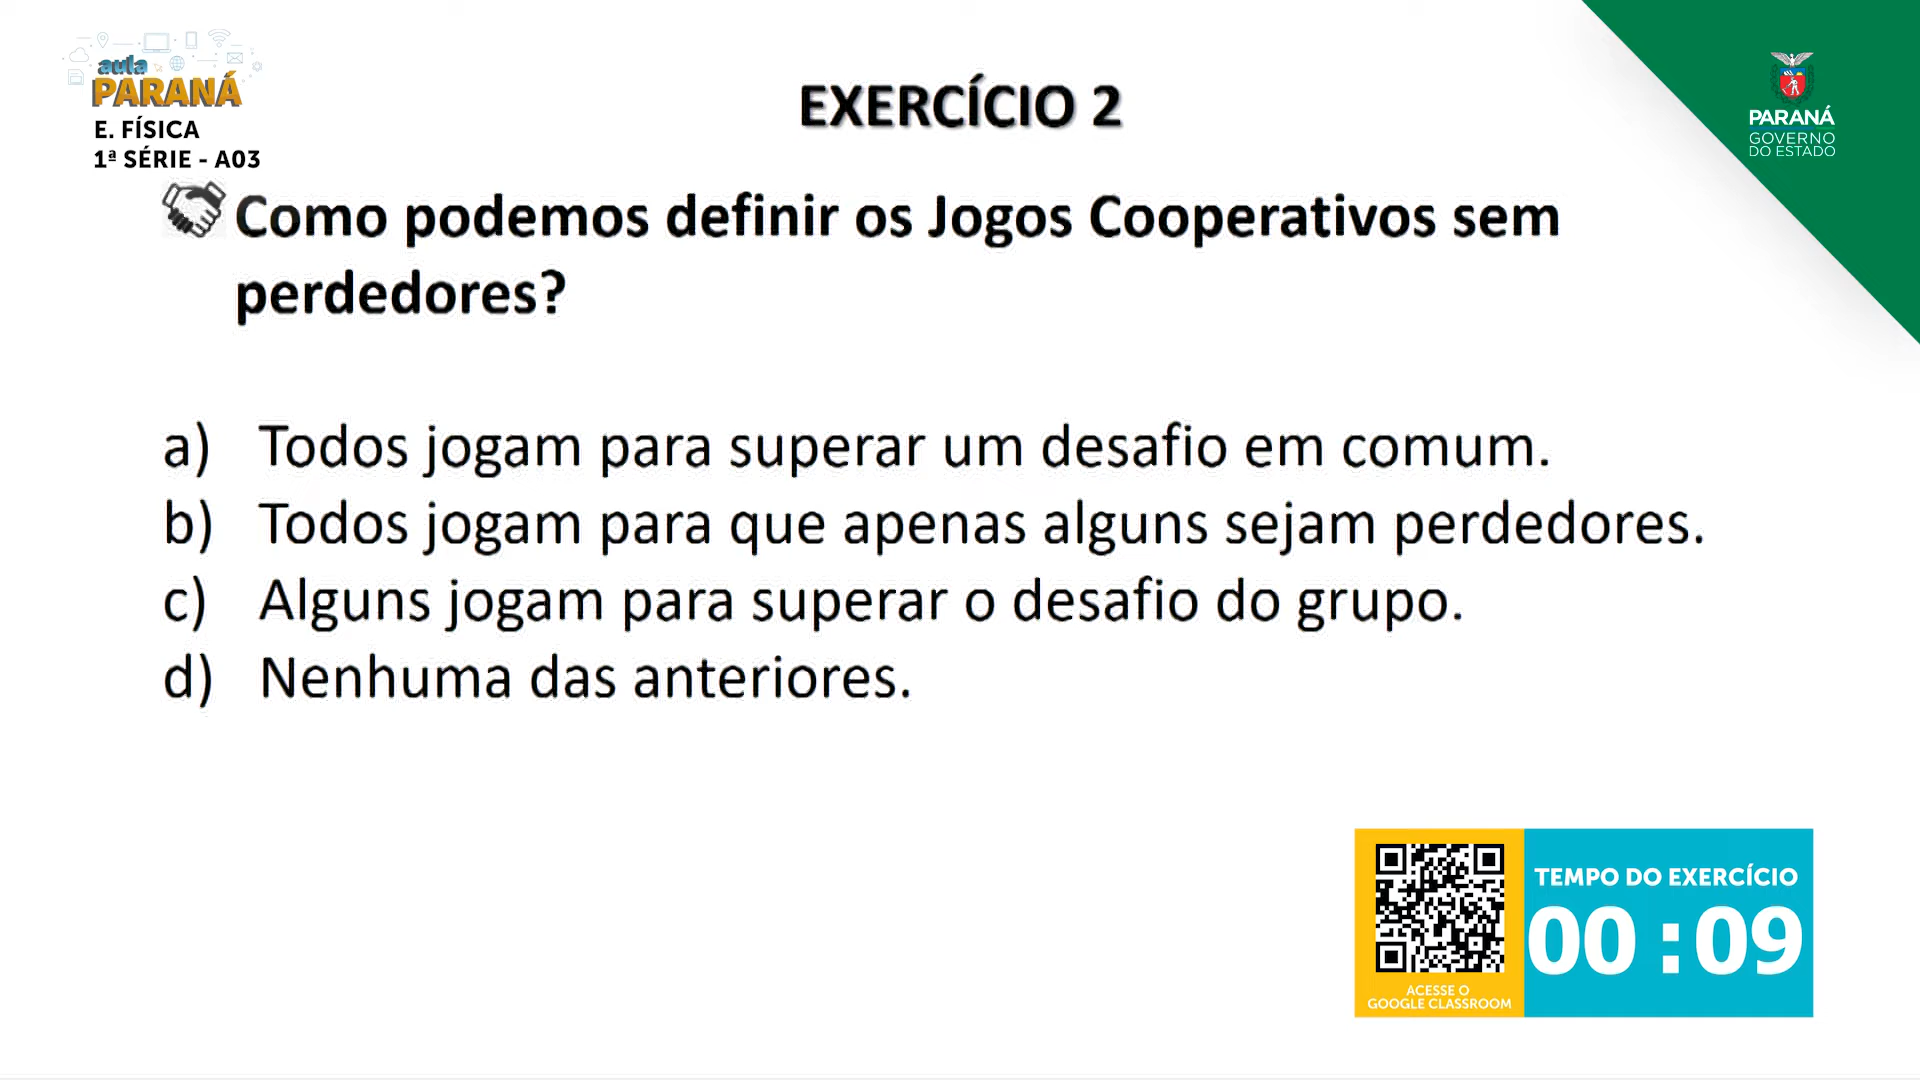 aula
PARANÁ
E. FÍSICA
1ª SÉRIE - A03
EXERCÍCIO 2
PARANÁ
GOVERNO
DO ESTADO
Como podemos definir os Jogos Cooperativos sem
perdedores?
a) Todos jogam para superar um desafio em comum.
b) Todos jogam para que apenas alguns sejam perdedores.
c) Alguns jogam para superar o desafio do grupo.
d) Nenhuma das anteriores.
TEMPO DO EXERCÍCIO
00:09
ACESSE O
GOOGLE CLASSROOM